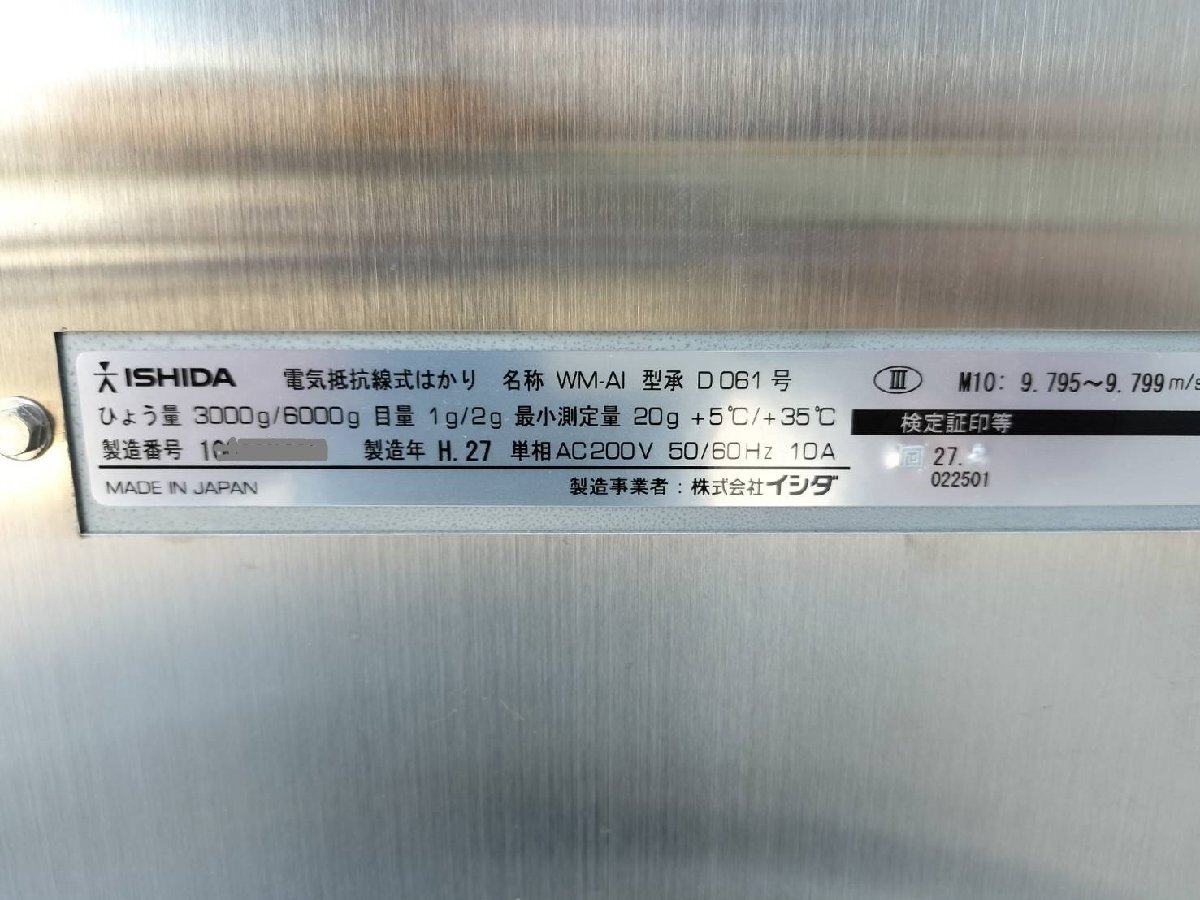 ISHIDA 電気抵抗線式はかり 名称 WM-AI 型承 D061号
ひょう量 3000g/6000g 目量 1g/2g 最小測定量 20g +5℃/+35℃
製造番号 製造年 H.27 単相AC200V 50/60Hz 10A
MADE IN JAPAN 製造事業者:株式会社イシダ
III M10: 9.795~9.799m/s
検定証印等
27.
022501